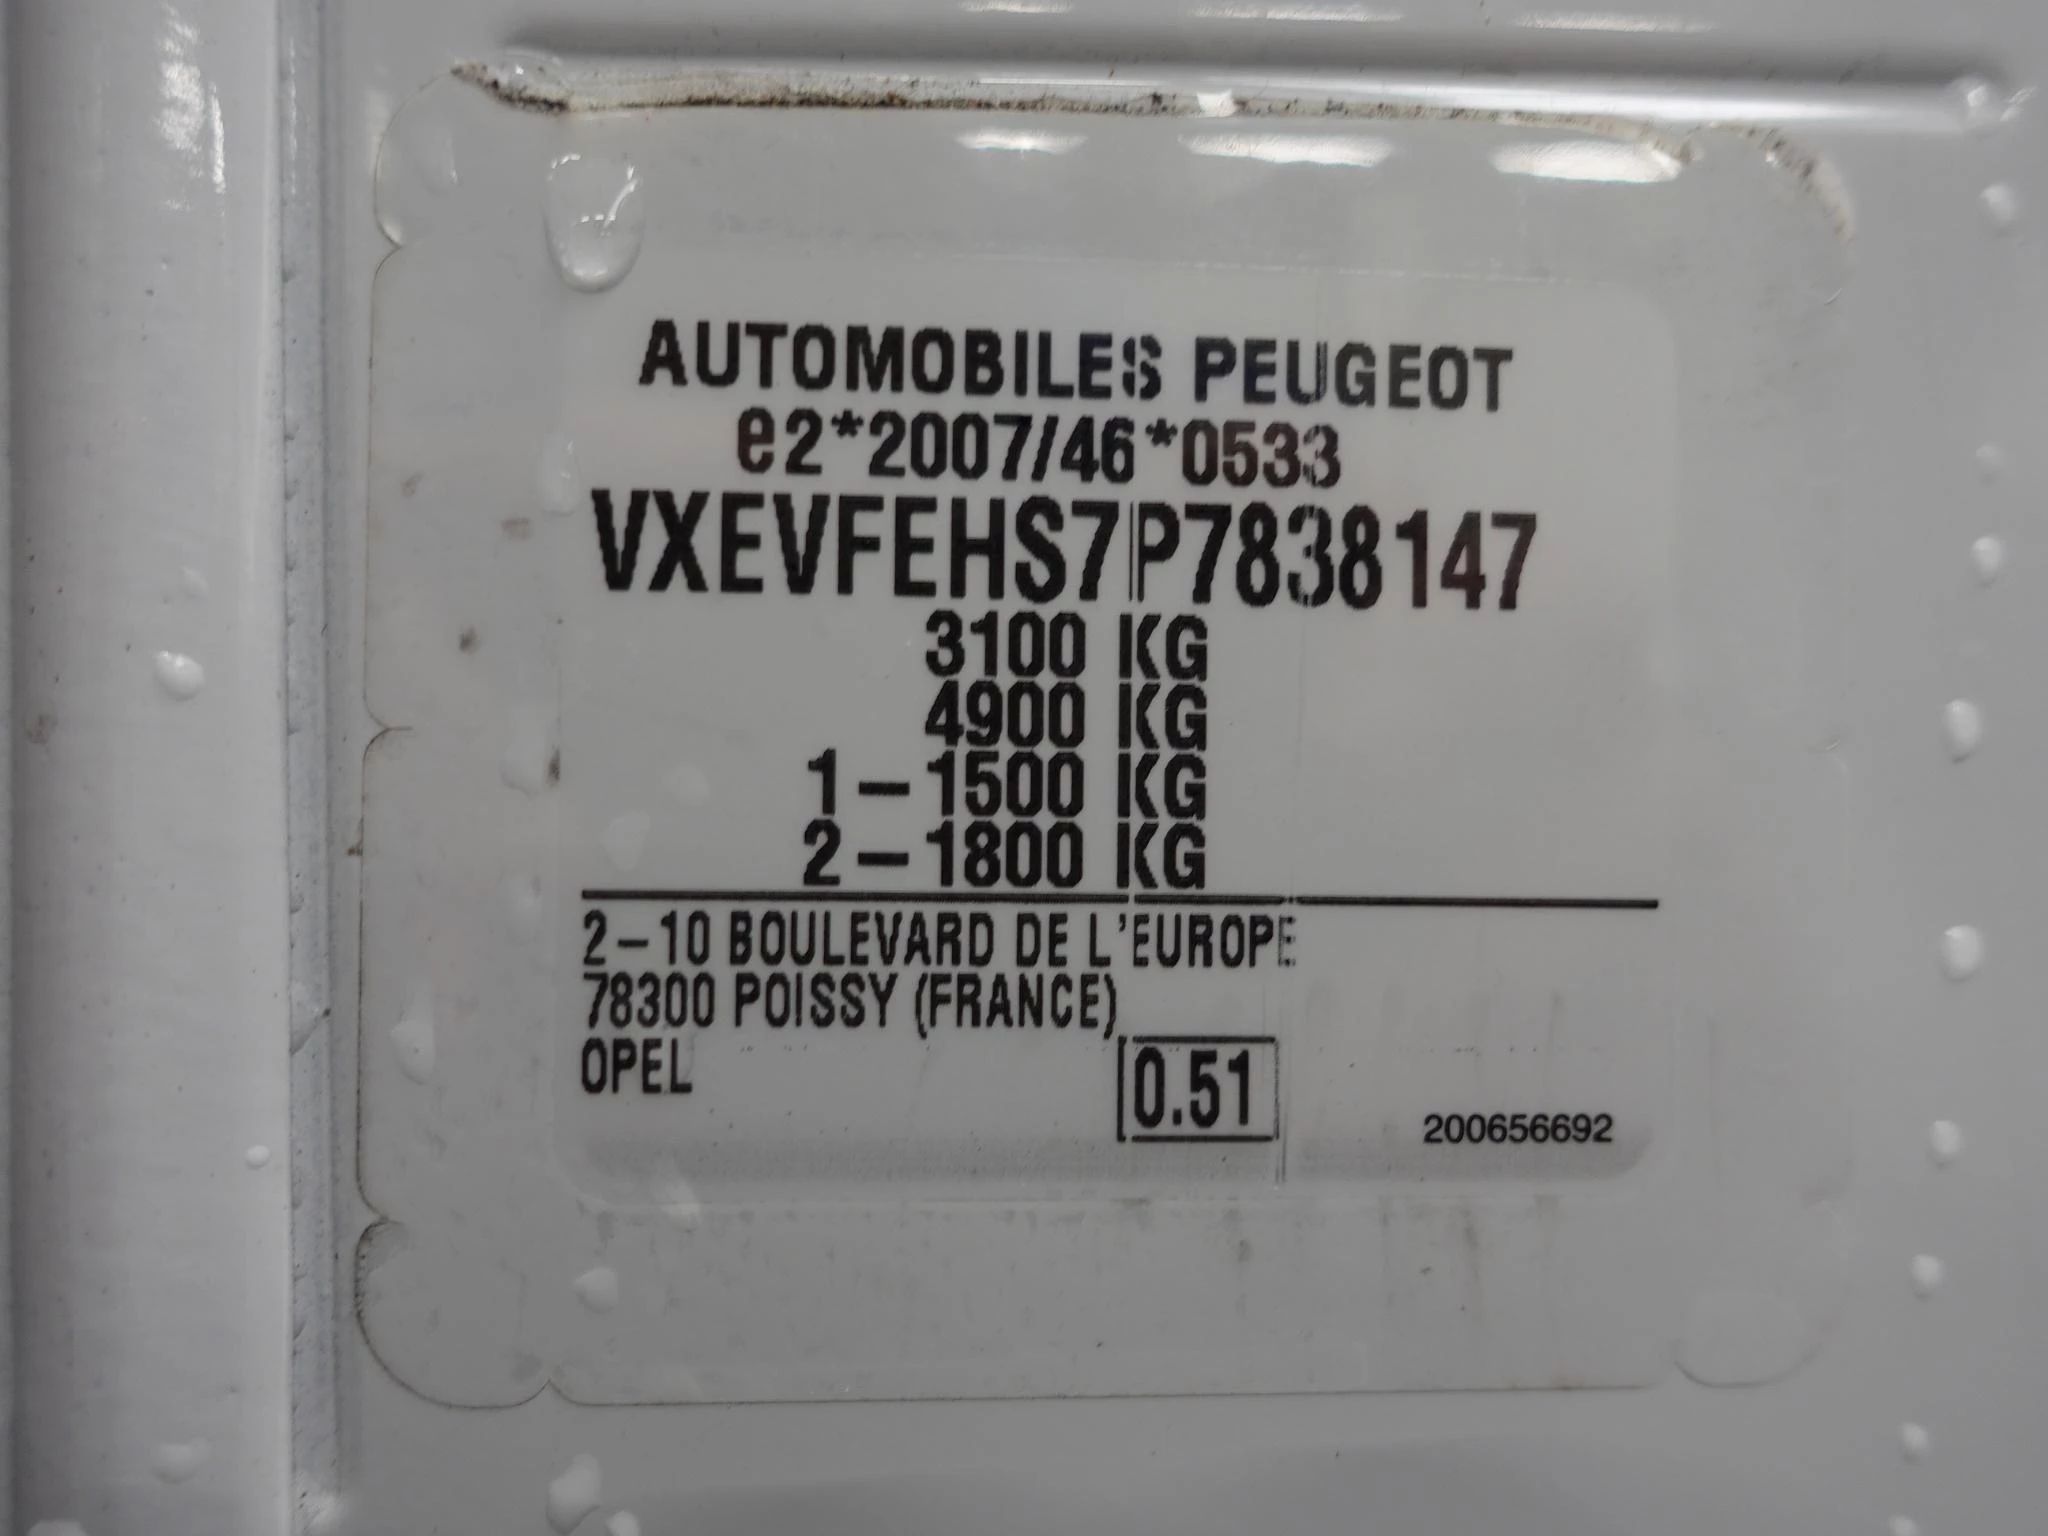 AUTOMOBILES PEUGEOT
e2*2007/46*0533
VXEVFEHS7P7838147
3100 KG
4900 KG
1-1500 KG
2-1800 KG
2-10 BOULEVARD DE L'EUROPE
78300 POISSY (FRANCE)
OPEL
0.51
200656692